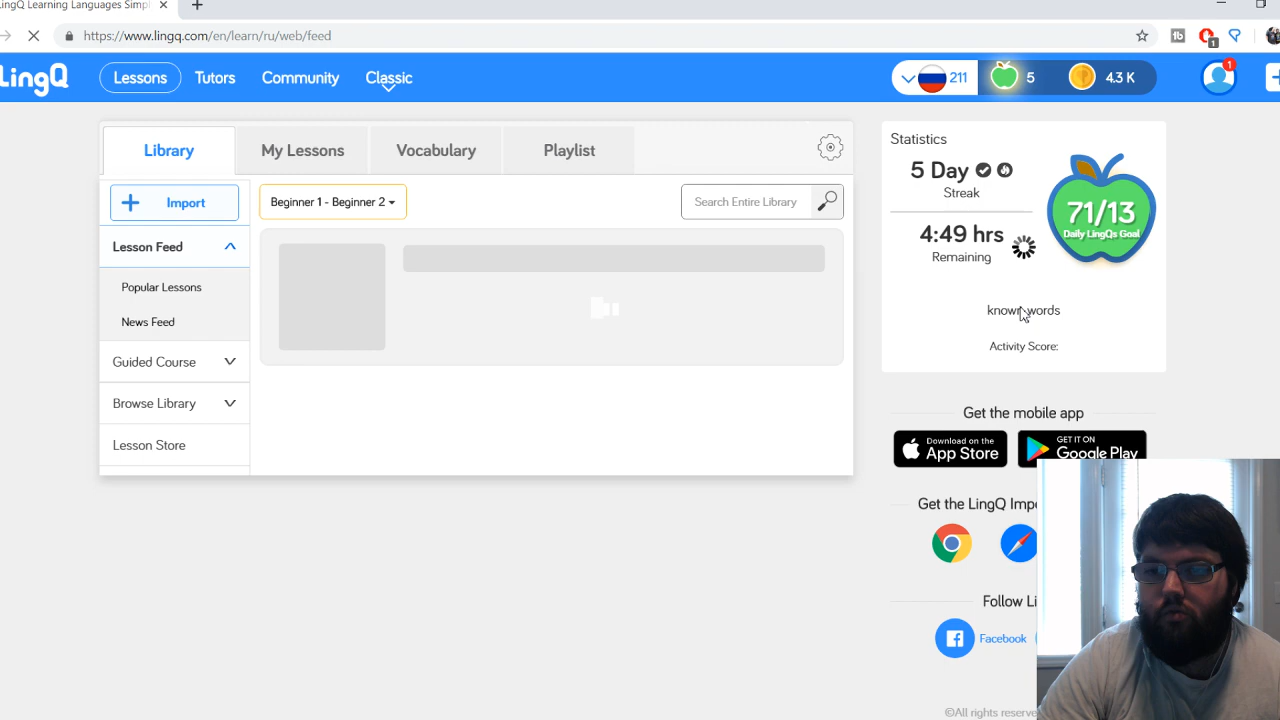 LingQ Learning Languages Simpl
https://www.lingq.com/en/learn/ru/web/feed
1
LingQ
Lessons
Tutors
Community
Classic
211
5
4.3 K
1
Library
My Lessons
Vocabulary
Playlist
Import
Beginner 1 - Beginner 2
Search Entire Library
Lesson Feed
Popular Lessons
News Feed
Guided Course
Browse Library
Lesson Store
Statistics
5 Day
Streak
4:49 hrs
Remaining
71/13
Daily LingQs Goal
known words
Activity Score:
Get the mobile app
Download on the
App Store
GET IT ON
Google Play
Get the LingQ Impo
Follow Li
Facebook
©All rights reserve